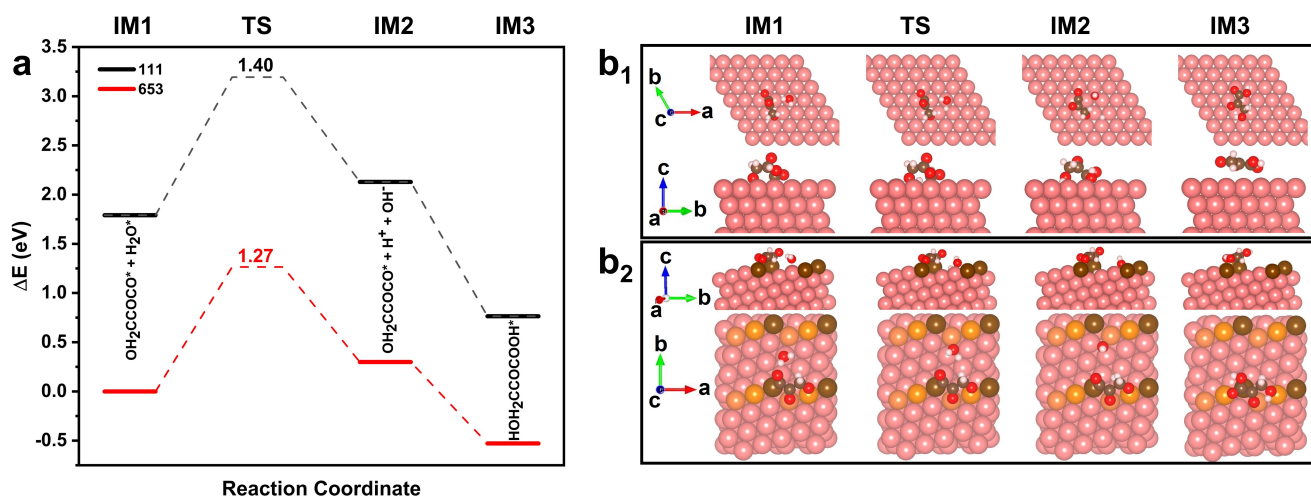 IM1 TS IM2 IM3
a
3.5
3.0
2.5
2.0
1.5
1.0
0.5
0.0
-0.5
ΔE (eV)
111
653
1.40
1.27
OH₂CCOCO* + H₂O*
OH₂CCOCO* + H⁺ + OH⁻
HOH₂CCOCOOH*
Reaction Coordinate
IM1 TS IM2 IM3
b₁
b
c
a
c
a
b
b₂
c
a
b
b
c
a